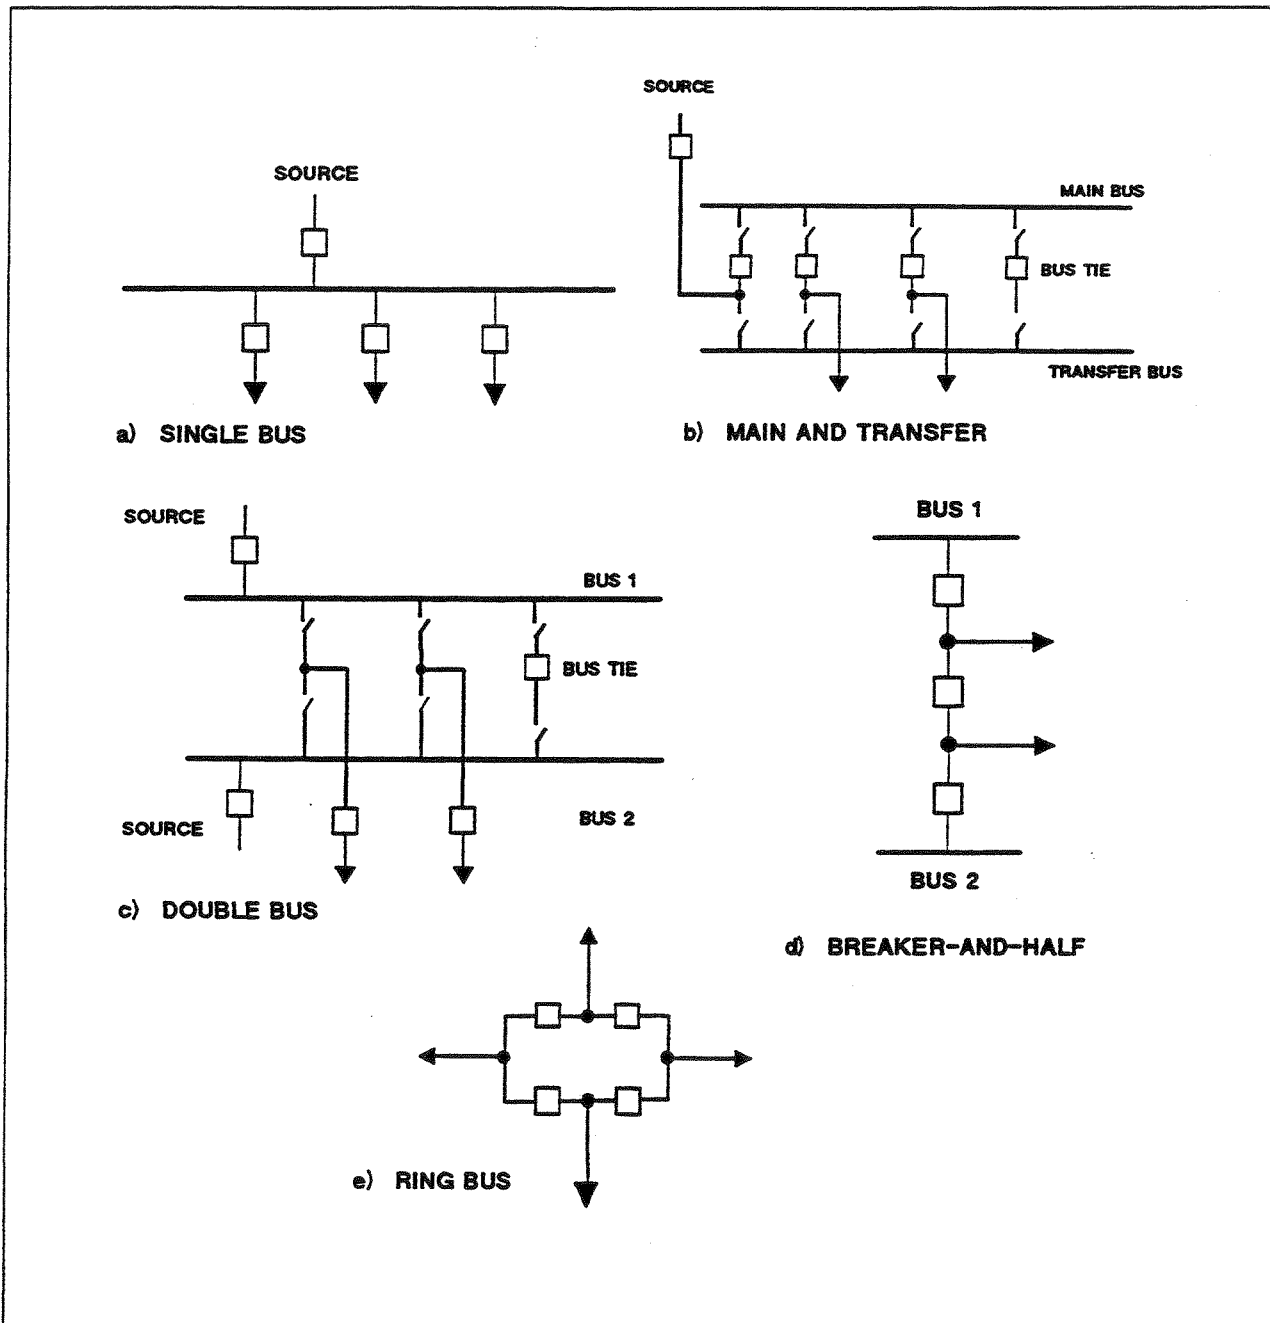 SOURCE
SOURCE
MAIN BUS
BUS TIE
TRANSFER BUS
a) SINGLE BUS
b) MAIN AND TRANSFER
SOURCE
BUS 1
BUS TIE
BUS 2
SOURCE
c) DOUBLE BUS
BUS 1
BUS 2
d) BREAKER-AND-HALF
e) RING BUS